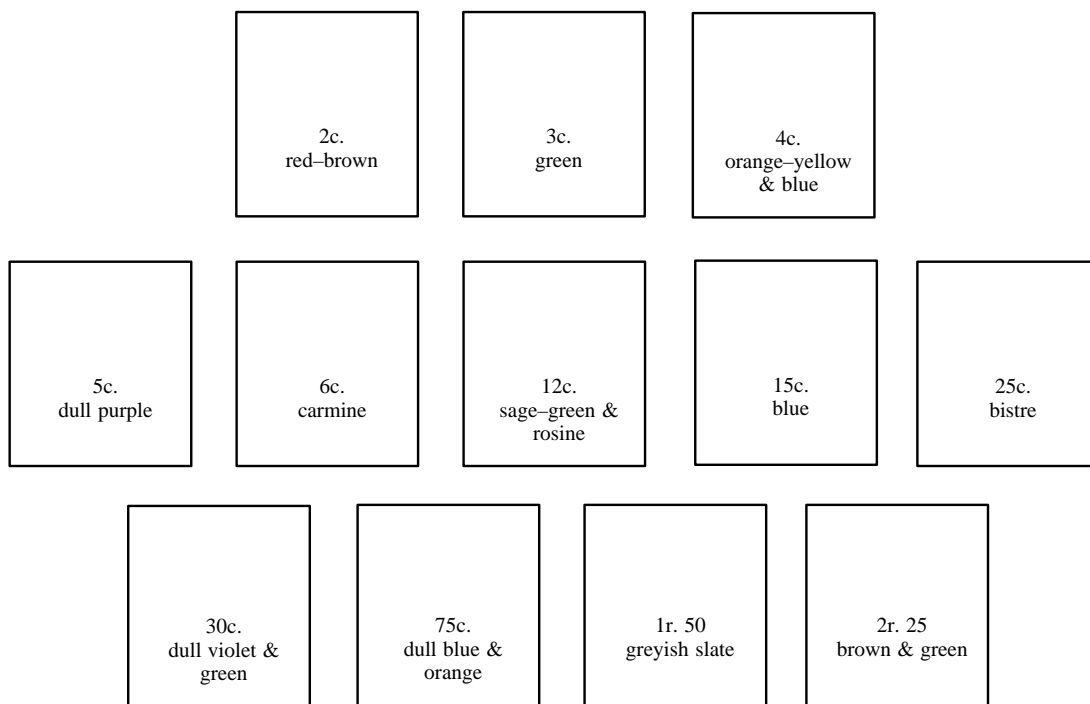 2c.
red–brown
3c.
green
4c.
orange–yellow
& blue
5c.
dull purple
6c.
carmine
12c.
sage–green &
rosine
15c.
blue
25c.
bistre
30c.
dull violet &
green
75c.
dull blue &
orange
1r. 50
greyish slate
2r. 25
brown & green